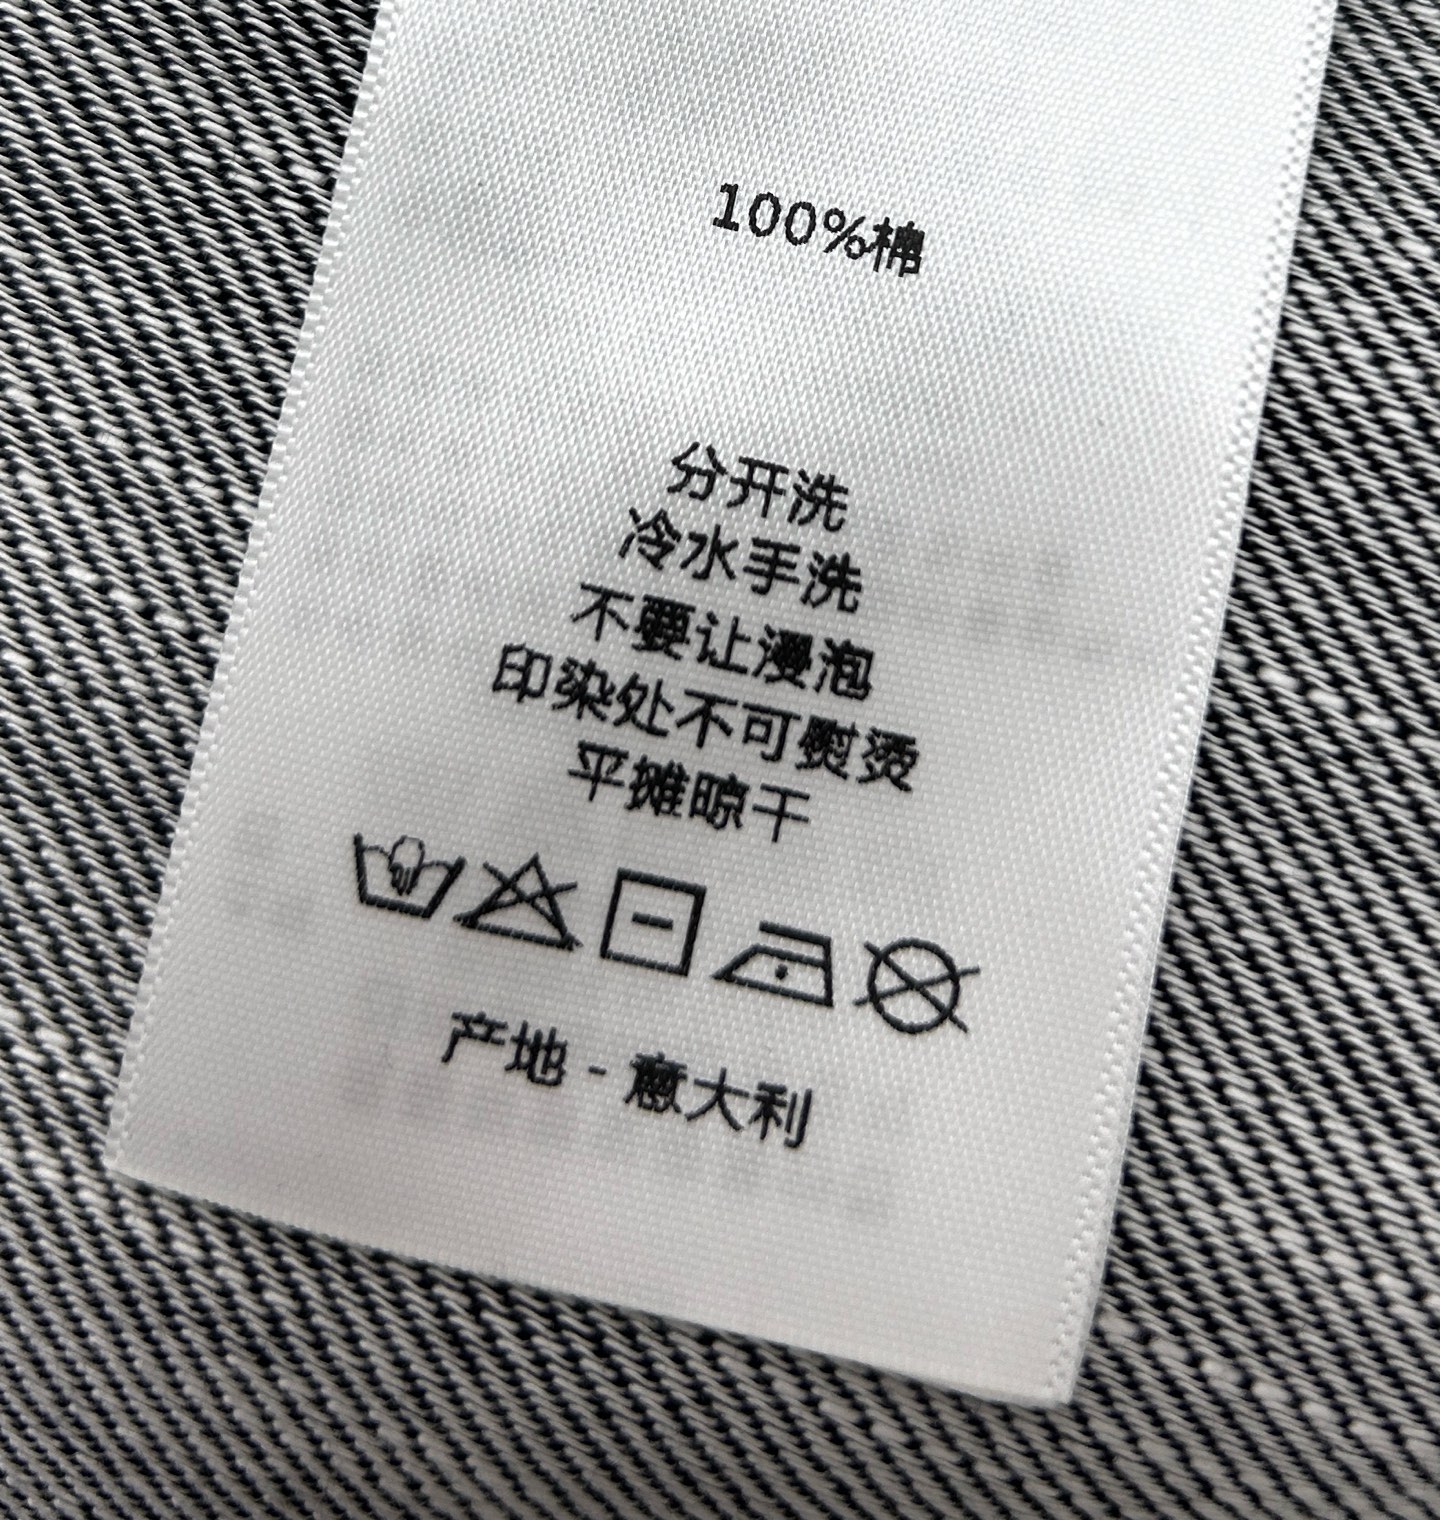 100%棉
分开洗
冷水手洗
不要让浸泡
印染处不可熨烫
平摊晾干
产地 - 意大利